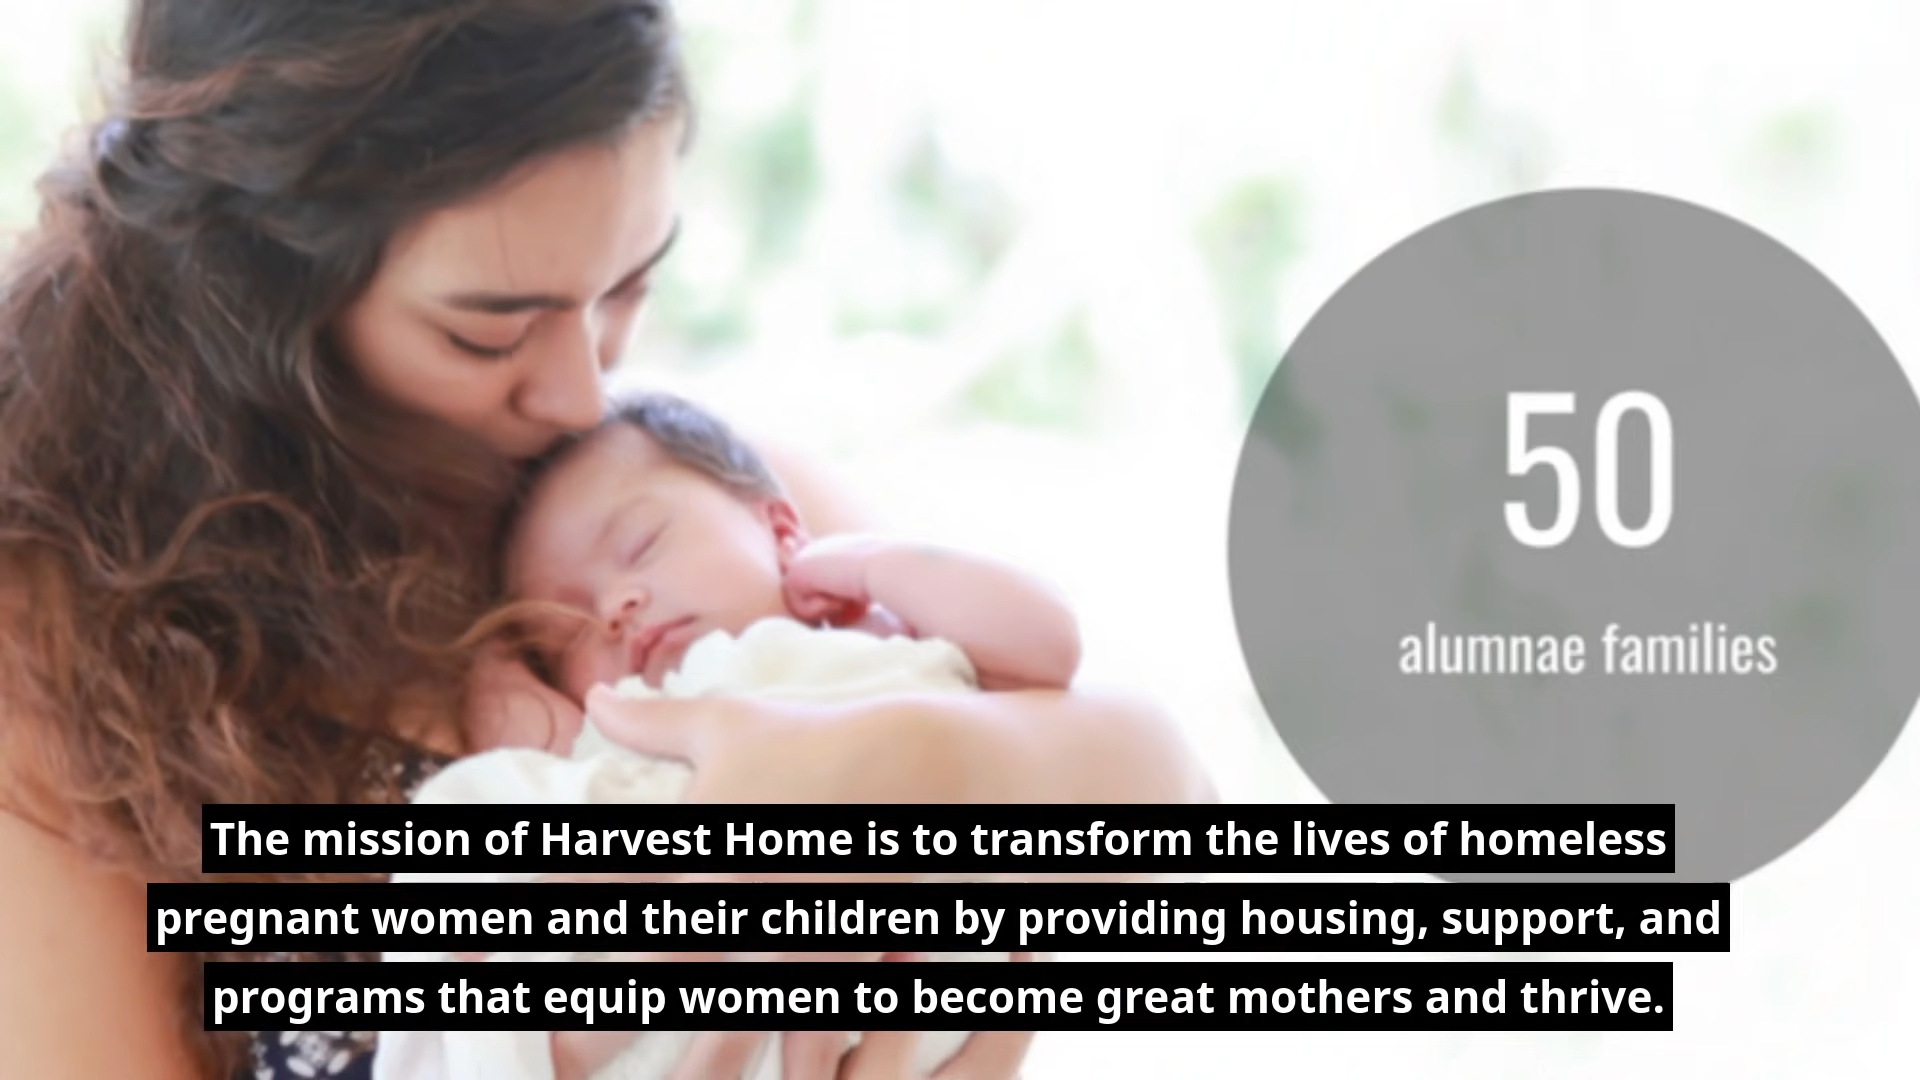 50
alumnae families
The mission of Harvest Home is to transform the lives of homeless
pregnant women and their children by providing housing, support, and
programs that equip women to become great mothers and thrive.